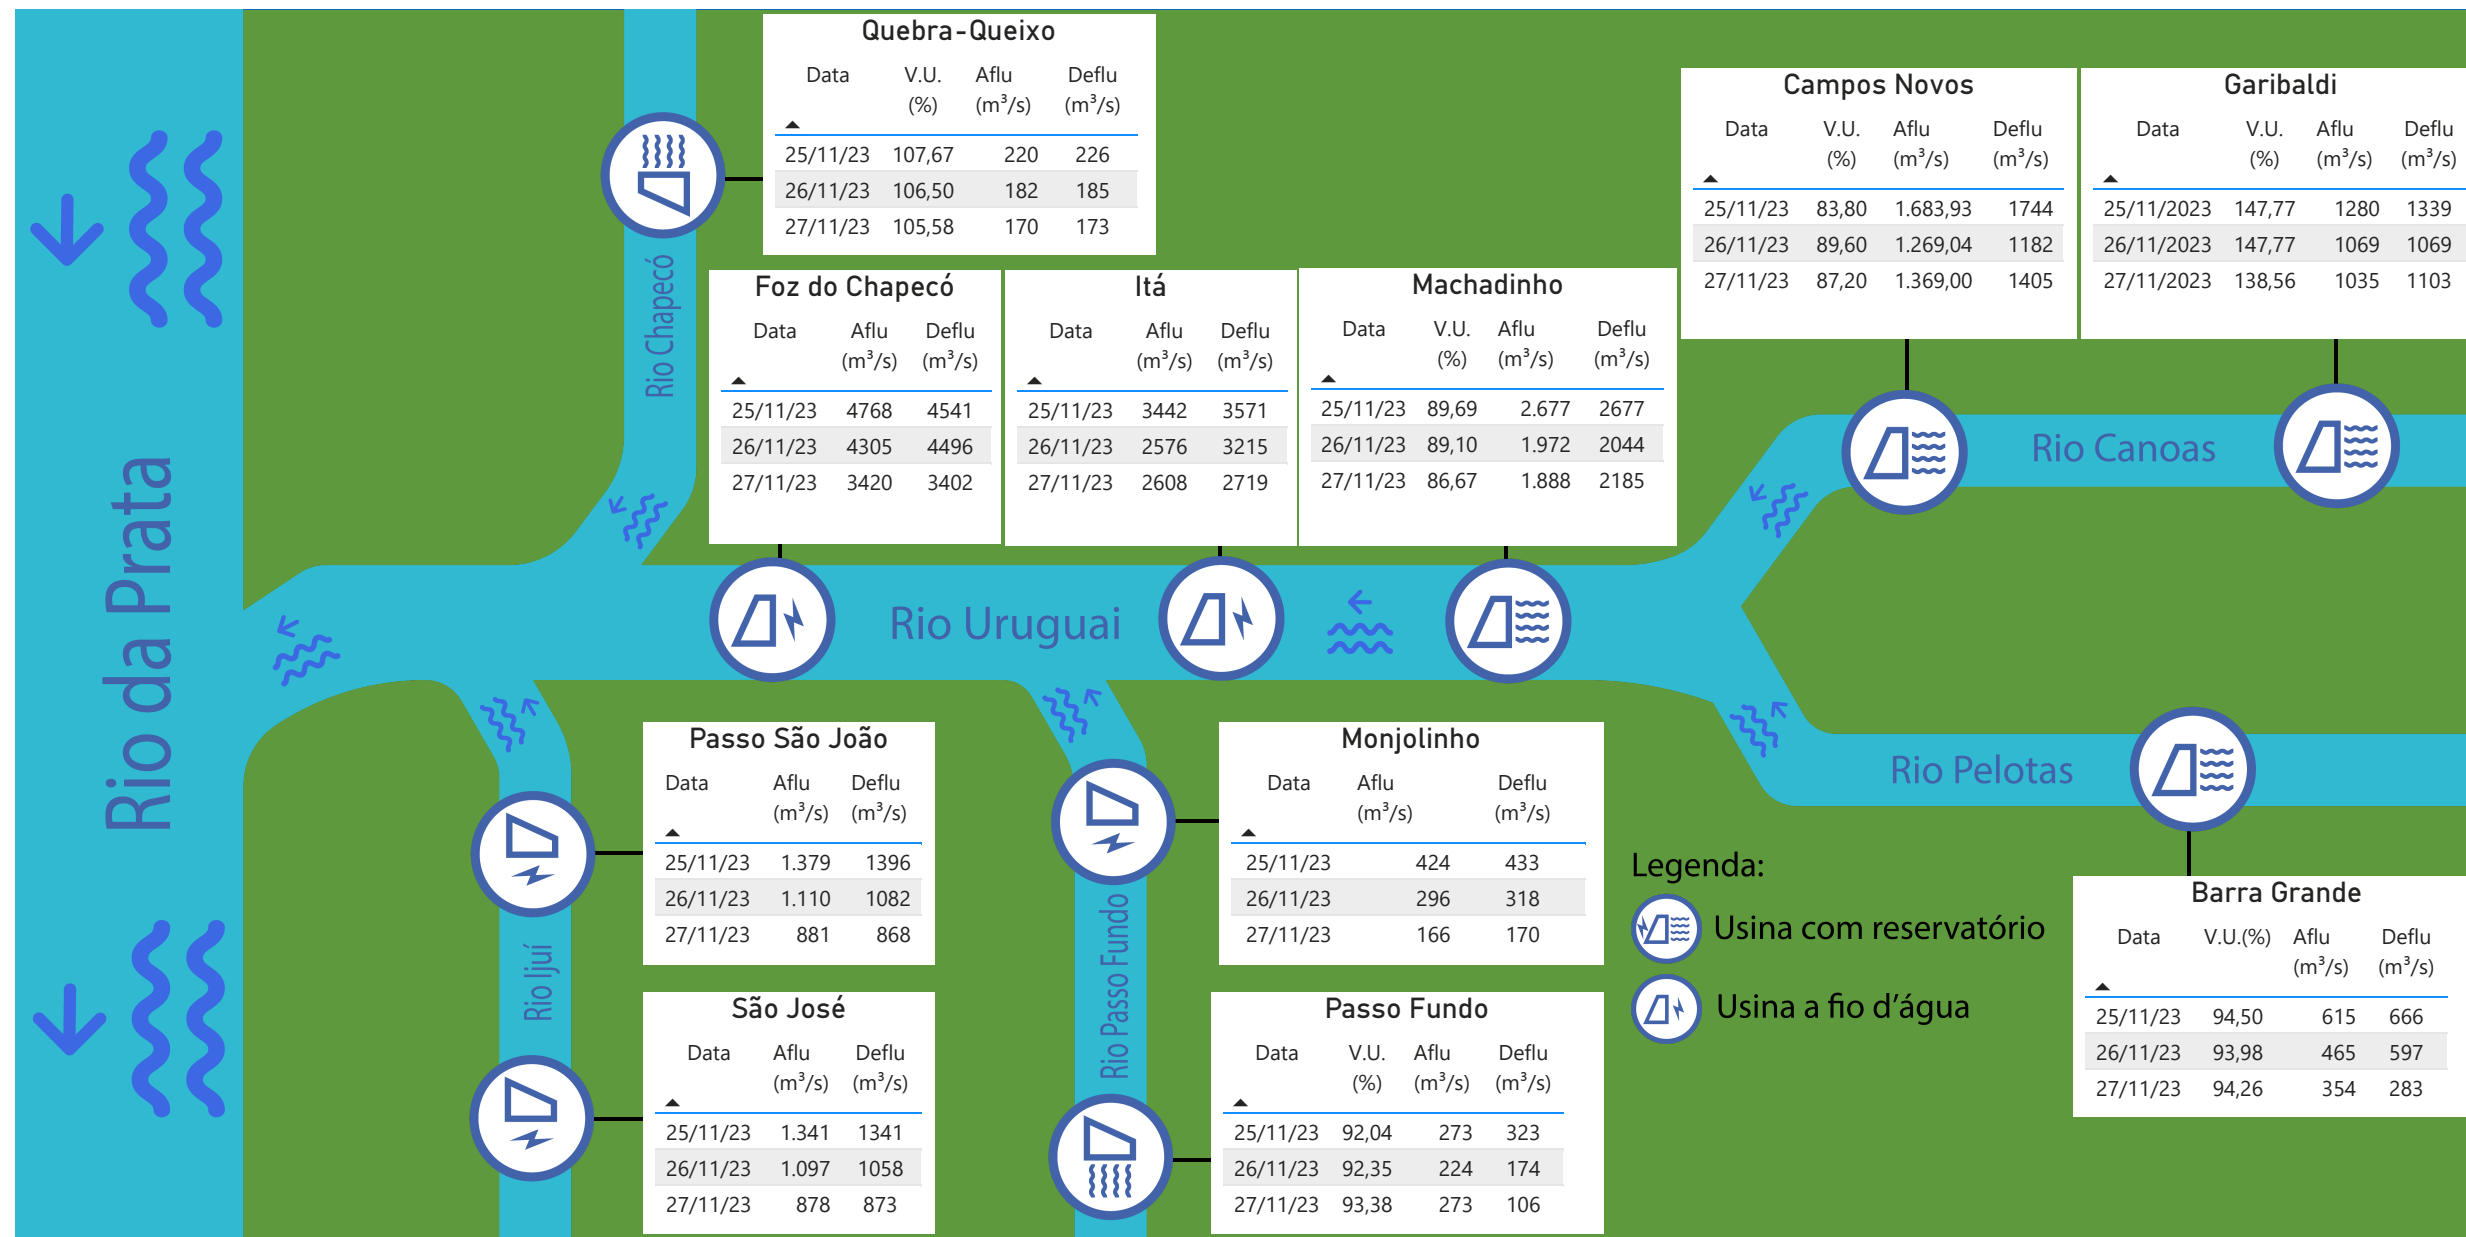 Quebra-Queixo
Data V.U. Aflu Deflu
(%) (m³/s) (m³/s)
25/11/23 107,67 220 226
26/11/23 106,50 182 185
27/11/23 105,58 170 173
Campos Novos
Data V.U. Aflu Deflu
(%) (m³/s) (m³/s)
25/11/23 83,80 1.683,93 1744
26/11/23 89,60 1.269,04 1182
27/11/23 87,20 1.369,00 1405
Garibaldi
Data V.U. Aflu Deflu
(%) (m³/s) (m³/s)
25/11/2023 147,77 1280 1339
26/11/2023 147,77 1069 1069
27/11/2023 138,56 1035 1103
Rio Chapecó
Foz do Chapecó
Data Aflu Deflu
(m³/s) (m³/s)
25/11/23 4768 4541
26/11/23 4305 4496
27/11/23 3420 3402
Itá
Data Aflu Deflu
(m³/s) (m³/s)
25/11/23 3442 3571
26/11/23 2576 3215
27/11/23 2608 2719
Machadinho
Data V.U. Aflu Deflu
(%) (m³/s) (m³/s)
25/11/23 89,69 2.677 2677
26/11/23 89,10 1.972 2044
27/11/23 86,67 1.888 2185
Rio Canoas
Rio da Prata
Rio Uruguai
Rio Pelotas
Passo São João
Data Aflu Deflu
(m³/s) (m³/s)
25/11/23 1.379 1396
26/11/23 1.110 1082
27/11/23 881 868
Monjolinho
Data Aflu Deflu
(m³/s) (m³/s)
25/11/23 424 433
26/11/23 296 318
27/11/23 166 170
Legenda:
Usina com reservatório
Usina a fio d'água
Barra Grande
Data V.U.(%) Aflu Deflu
(m³/s) (m³/s)
25/11/23 94,50 615 666
26/11/23 93,98 465 597
27/11/23 94,26 354 283
Rio Ijuí
Rio Passo Fundo
São José
Data Aflu Deflu
(m³/s) (m³/s)
25/11/23 1.341 1341
26/11/23 1.097 1058
27/11/23 878 873
Passo Fundo
Data V.U. Aflu Deflu
(%) (m³/s) (m³/s)
25/11/23 92,04 273 323
26/11/23 92,35 224 174
27/11/23 93,38 273 106